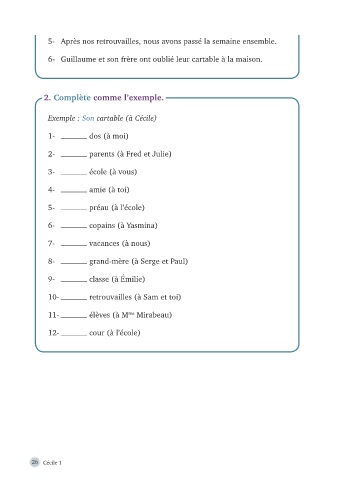 5- Après nos retrouvailles, nous avons passé la semaine ensemble.
6- Guillaume et son frère ont oublié leur cartable à la maison.
2. Complète comme l'exemple.
Exemple : Son cartable (à Cécile)
1- ______ dos (à moi)
2- ______ parents (à Fred et Julie)
3- ______ école (à vous)
4- ______ amie (à toi)
5- ______ préau (à l'école)
6- ______ copains (à Yasmina)
7- ______ vacances (à nous)
8- ______ grand-mère (à Serge et Paul)
9- ______ classe (à Émilie)
10- ______ retrouvailles (à Sam et toi)
11- ______ élèves (à Mme Mirabeau)
12- ______ cour (à l'école)
26 Cécile 1